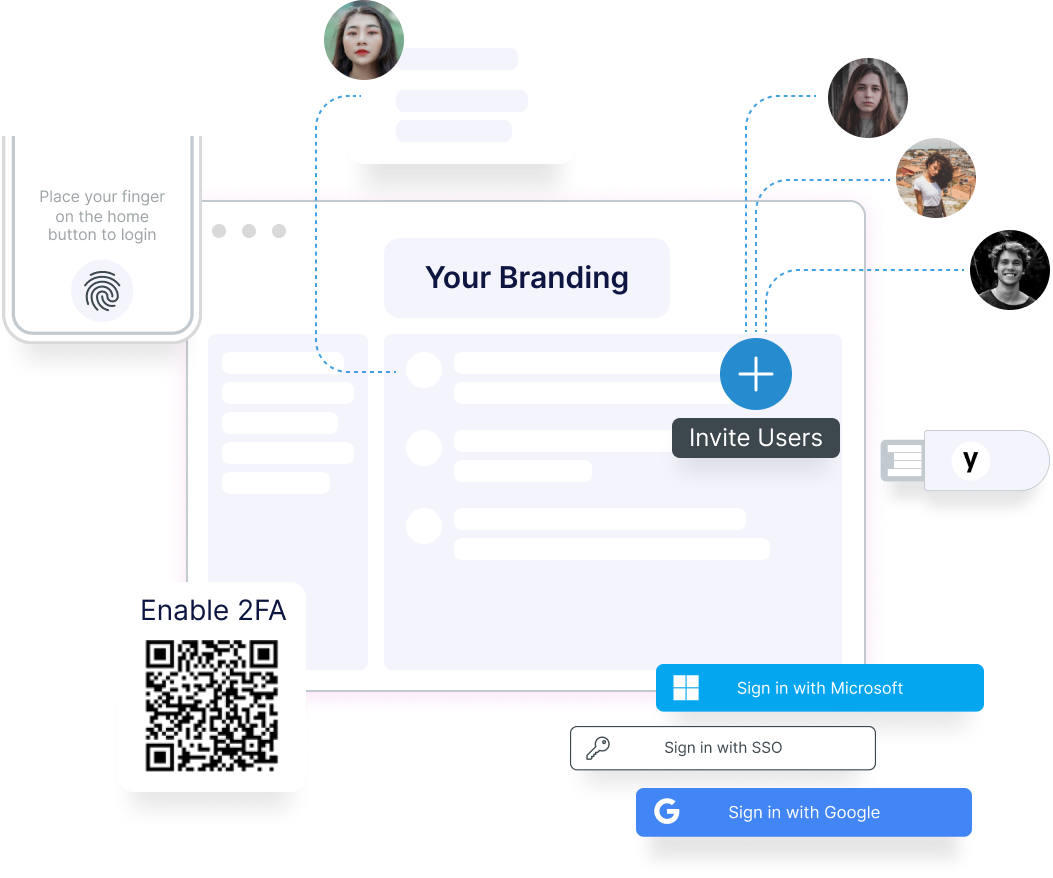 Place your finger
on the home
button to login
Your Branding
Invite Users
y
Enable 2FA
Sign in with Microsoft
Sign in with SSO
G
Sign in with Google